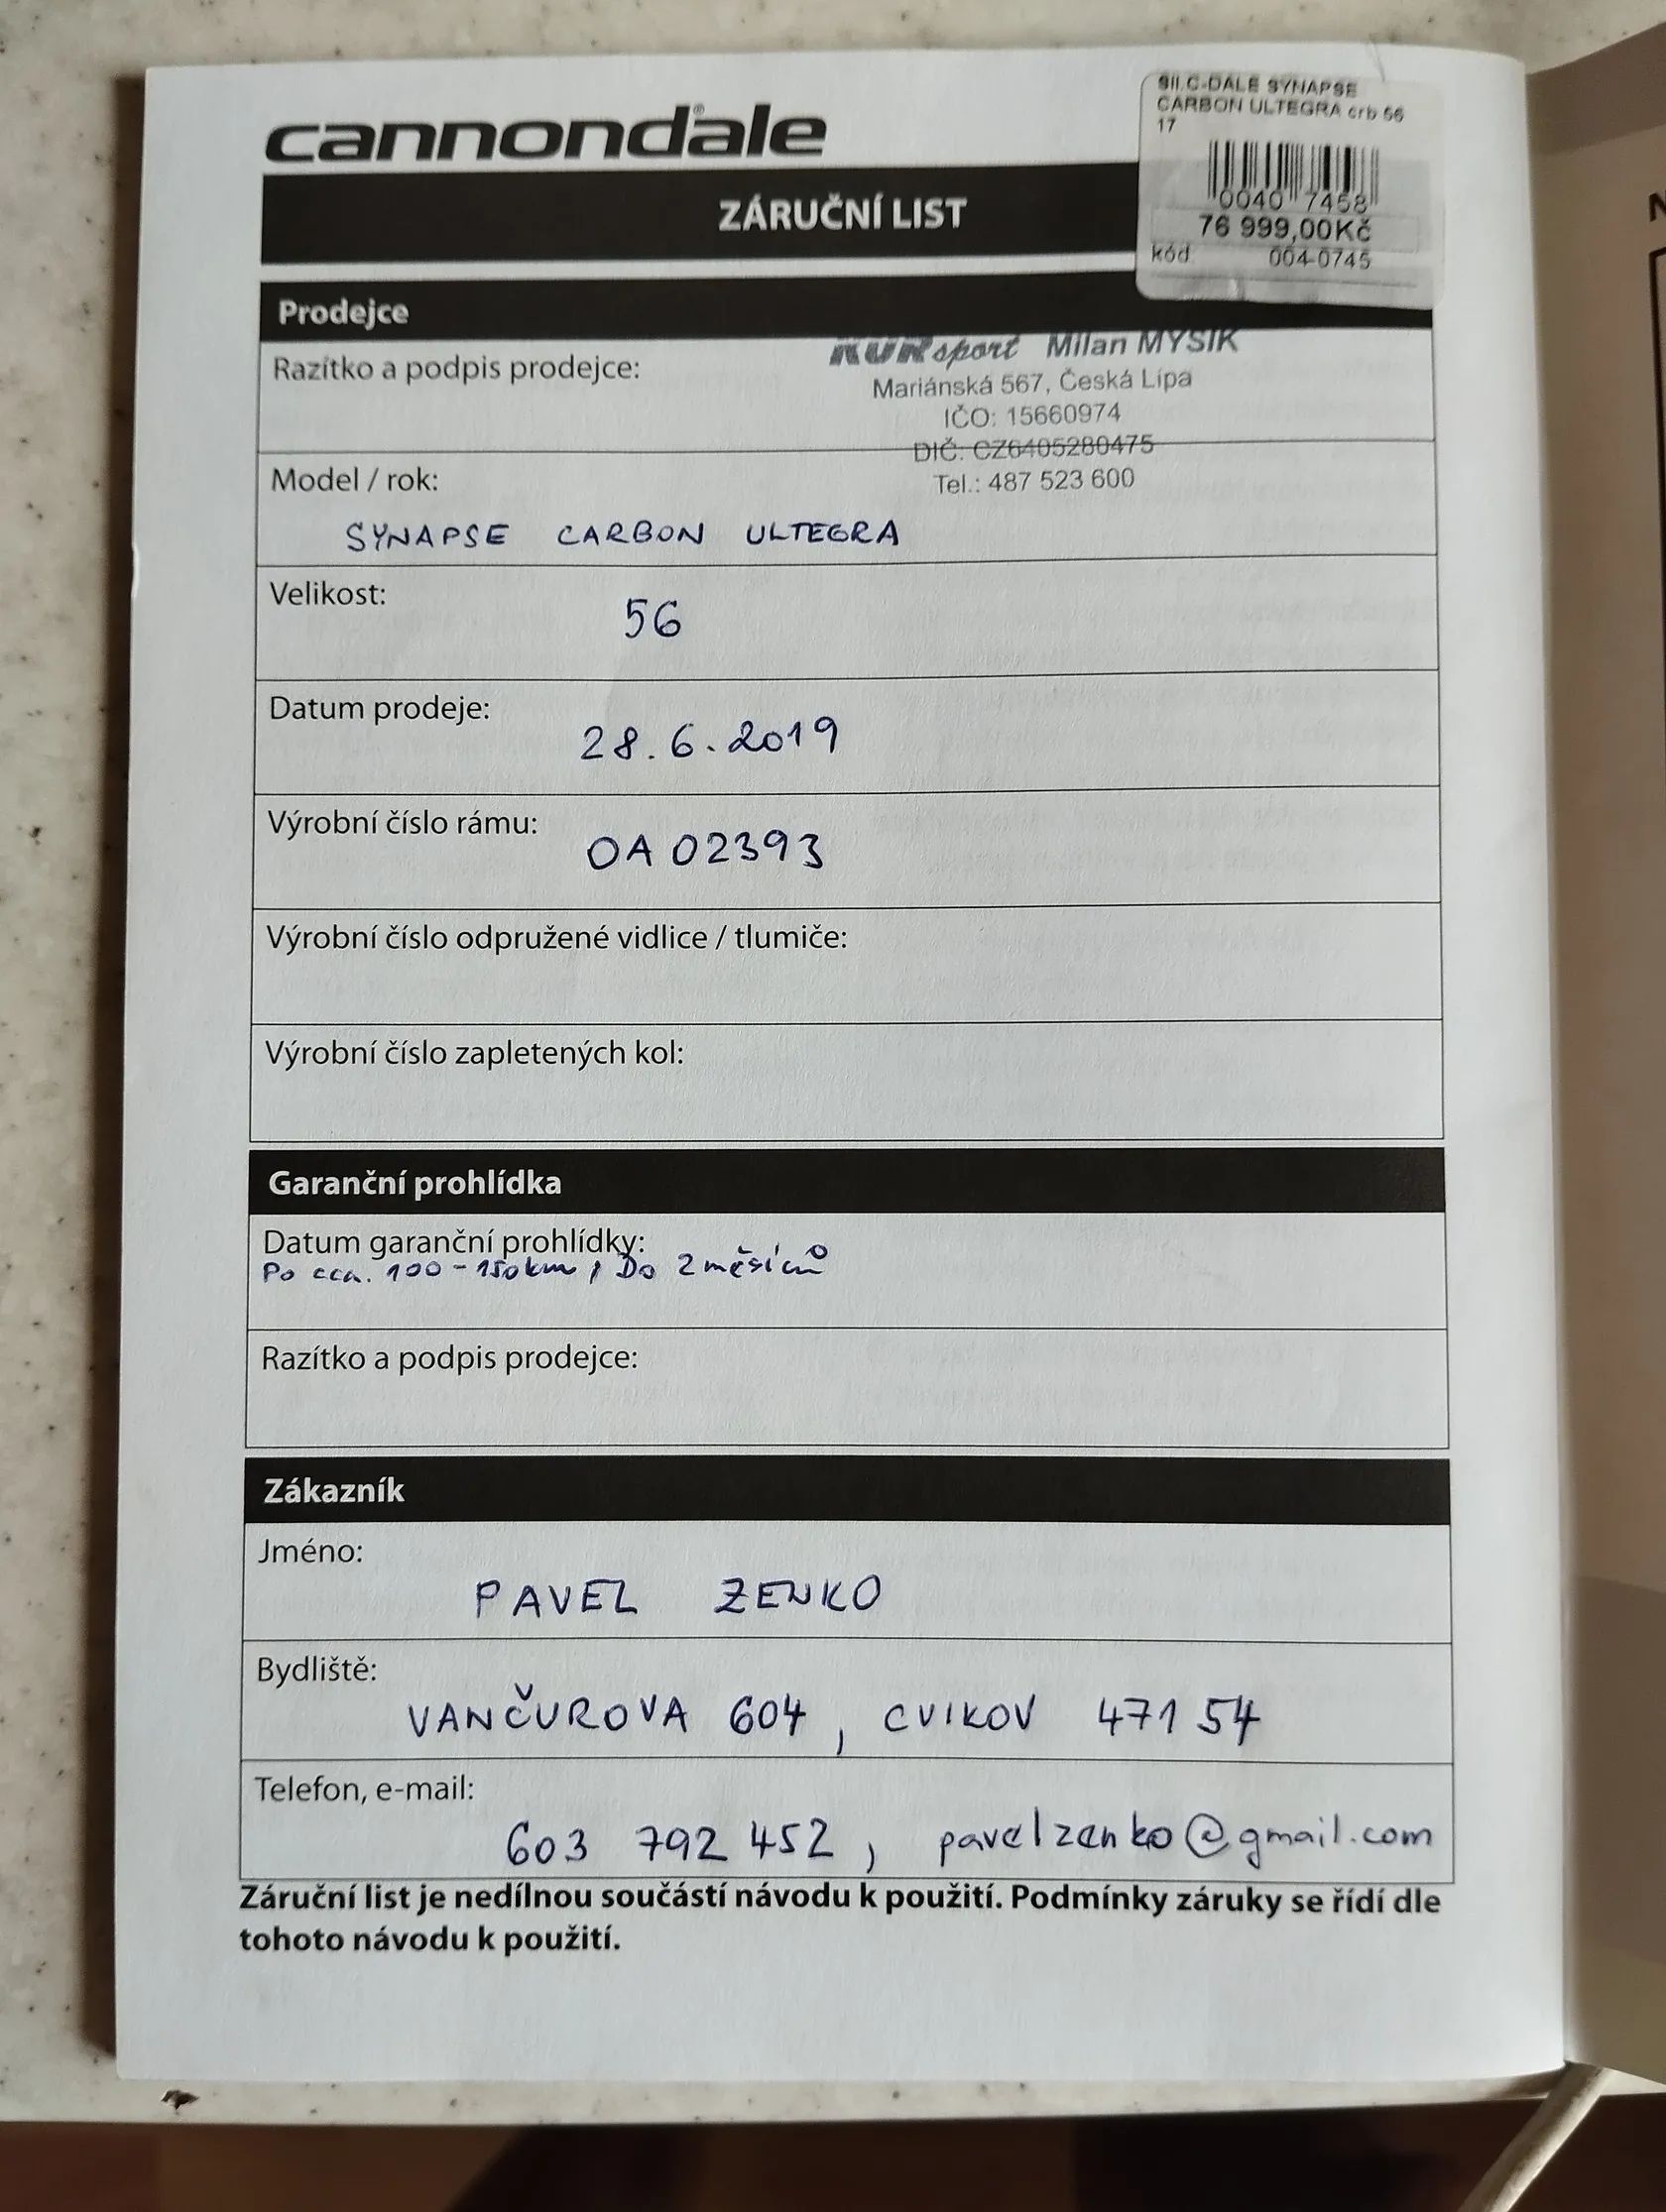 cannondale®
SIL.C-DALE SYNAPSE
CARBON ULTEGRA crb 56
17
0040 7458
76 999,00Kč
kód 004-0745
ZÁRUČNÍ LIST
Prodejce
Razítko a podpis prodejce:
sport Milan MYSIK
Mariánská 567, Česká Lípa
IČO: 15660974
DIČ: CZ6405280475
Tel.: 487 523 600
Model / rok:
SYNAPSE CARBON ULTEGRA
Velikost:
56
Datum prodeje:
28.6.2019
Výrobní číslo rámu:
OA 02393
Výrobní číslo odpružené vidlice / tlumiče:
Výrobní číslo zapletených kol:
Garanční prohlídka
Datum garanční prohlídky:
Po cca. 100 - 150km, Do 2 měsíců
Razítko a podpis prodejce:
Zákazník
Jméno:
PAVEL ZENKO
Bydliště:
VANČUROVA 604, CVIKOV 471 54
Telefon, e-mail:
603 792 452, pavelzenko@gmail.com
Záruční list je nedílnou součástí návodu k použití. Podmínky záruky se řídí dle
tohoto návodu k použití.